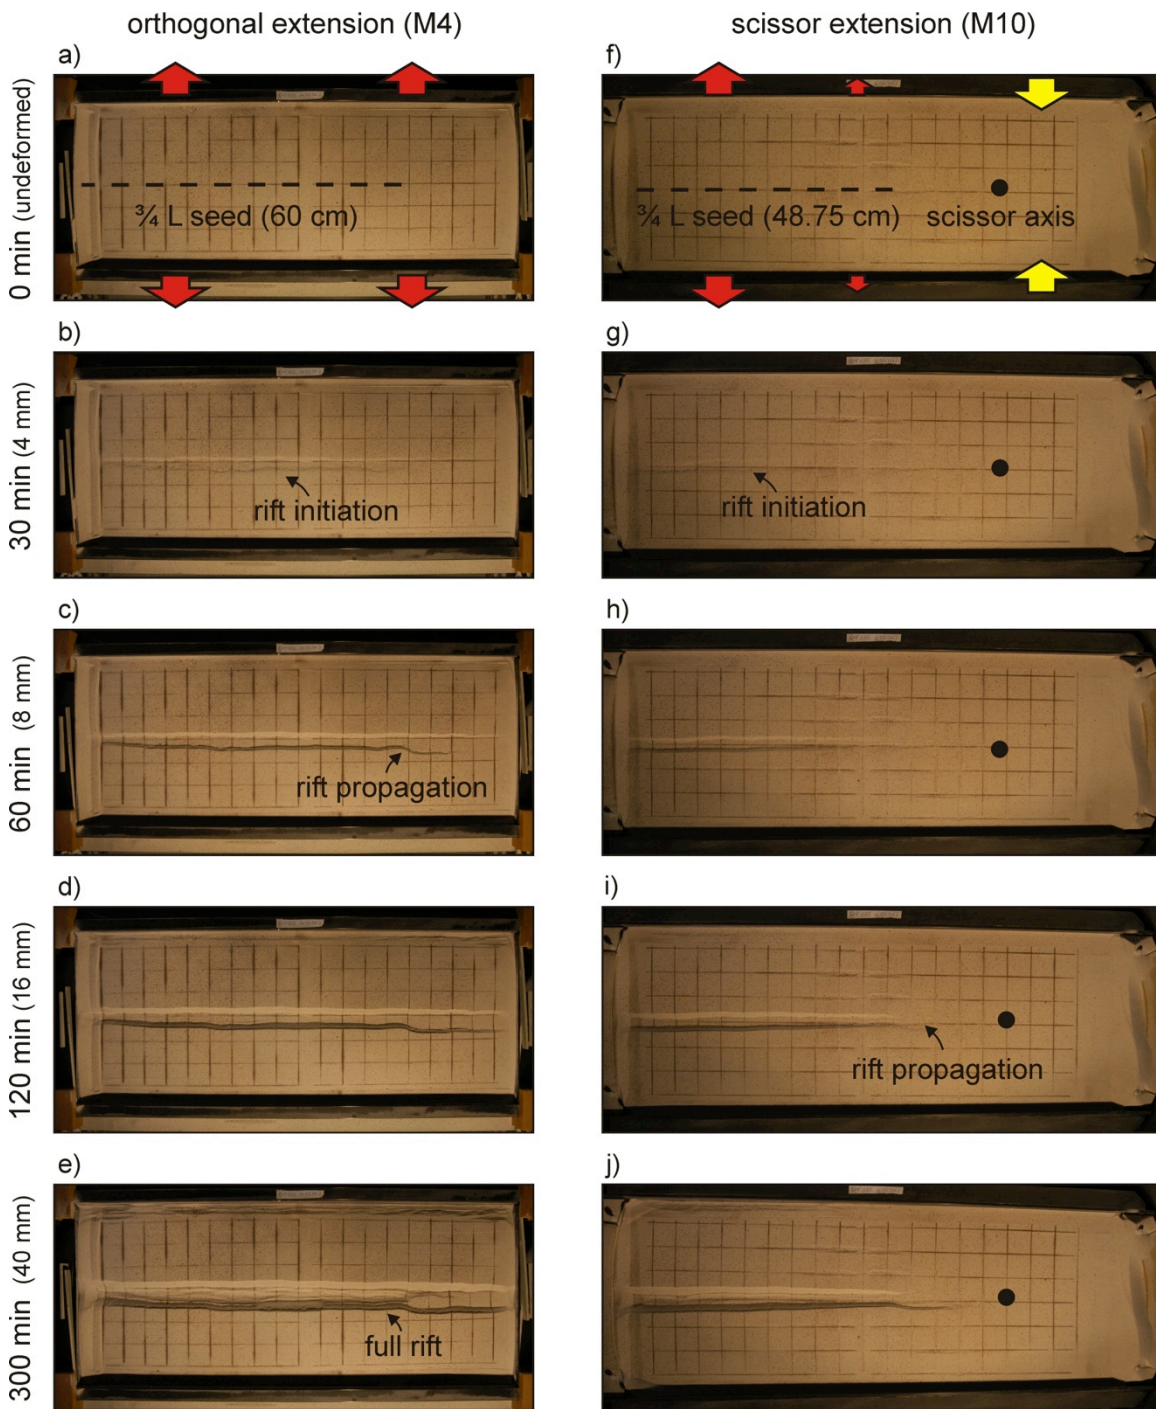 orthogonal extension (M4)
scissor extension (M10)
a)
f)
0 min (undeformed)
¾ L seed (60 cm)
¾ L seed (48.75 cm)
scissor axis
b)
g)
30 min (4 mm)
rift initiation
rift initiation
c)
h)
60 min (8 mm)
rift propagation
d)
i)
120 min (16 mm)
rift propagation
e)
j)
300 min (40 mm)
full rift